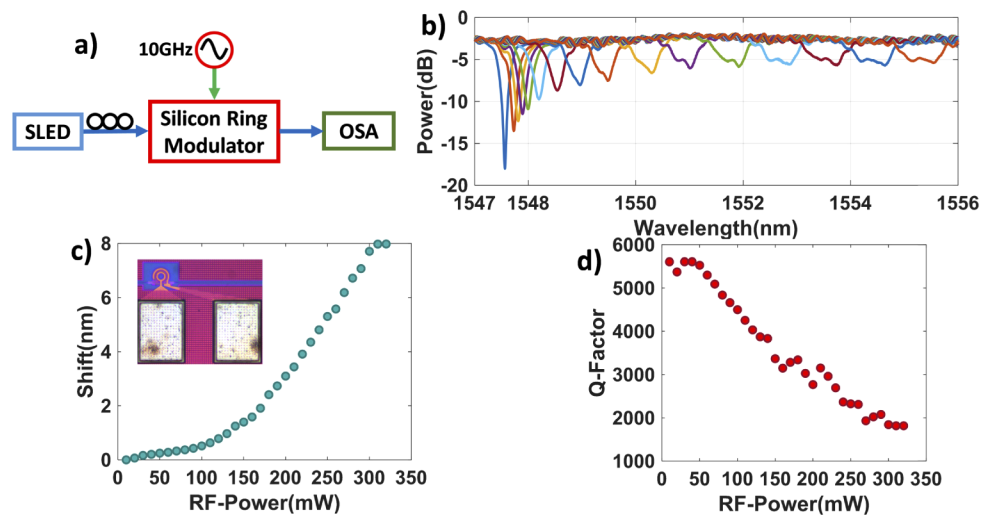 a)
10GHz
SLED
Silicon Ring
Modulator
OSA
b)
Power(dB)
0
-5
-10
-15
-20
1547
1548
1550
1552
1554
1556
Wavelength(nm)
c)
Shift(nm)
8
6
4
2
0
0
50
100
150
200
250
300
350
RF-Power(mW)
d)
Q-Factor
6000
5000
4000
3000
2000
1000
0
50
100
150
200
250
300
350
RF-Power(mW)